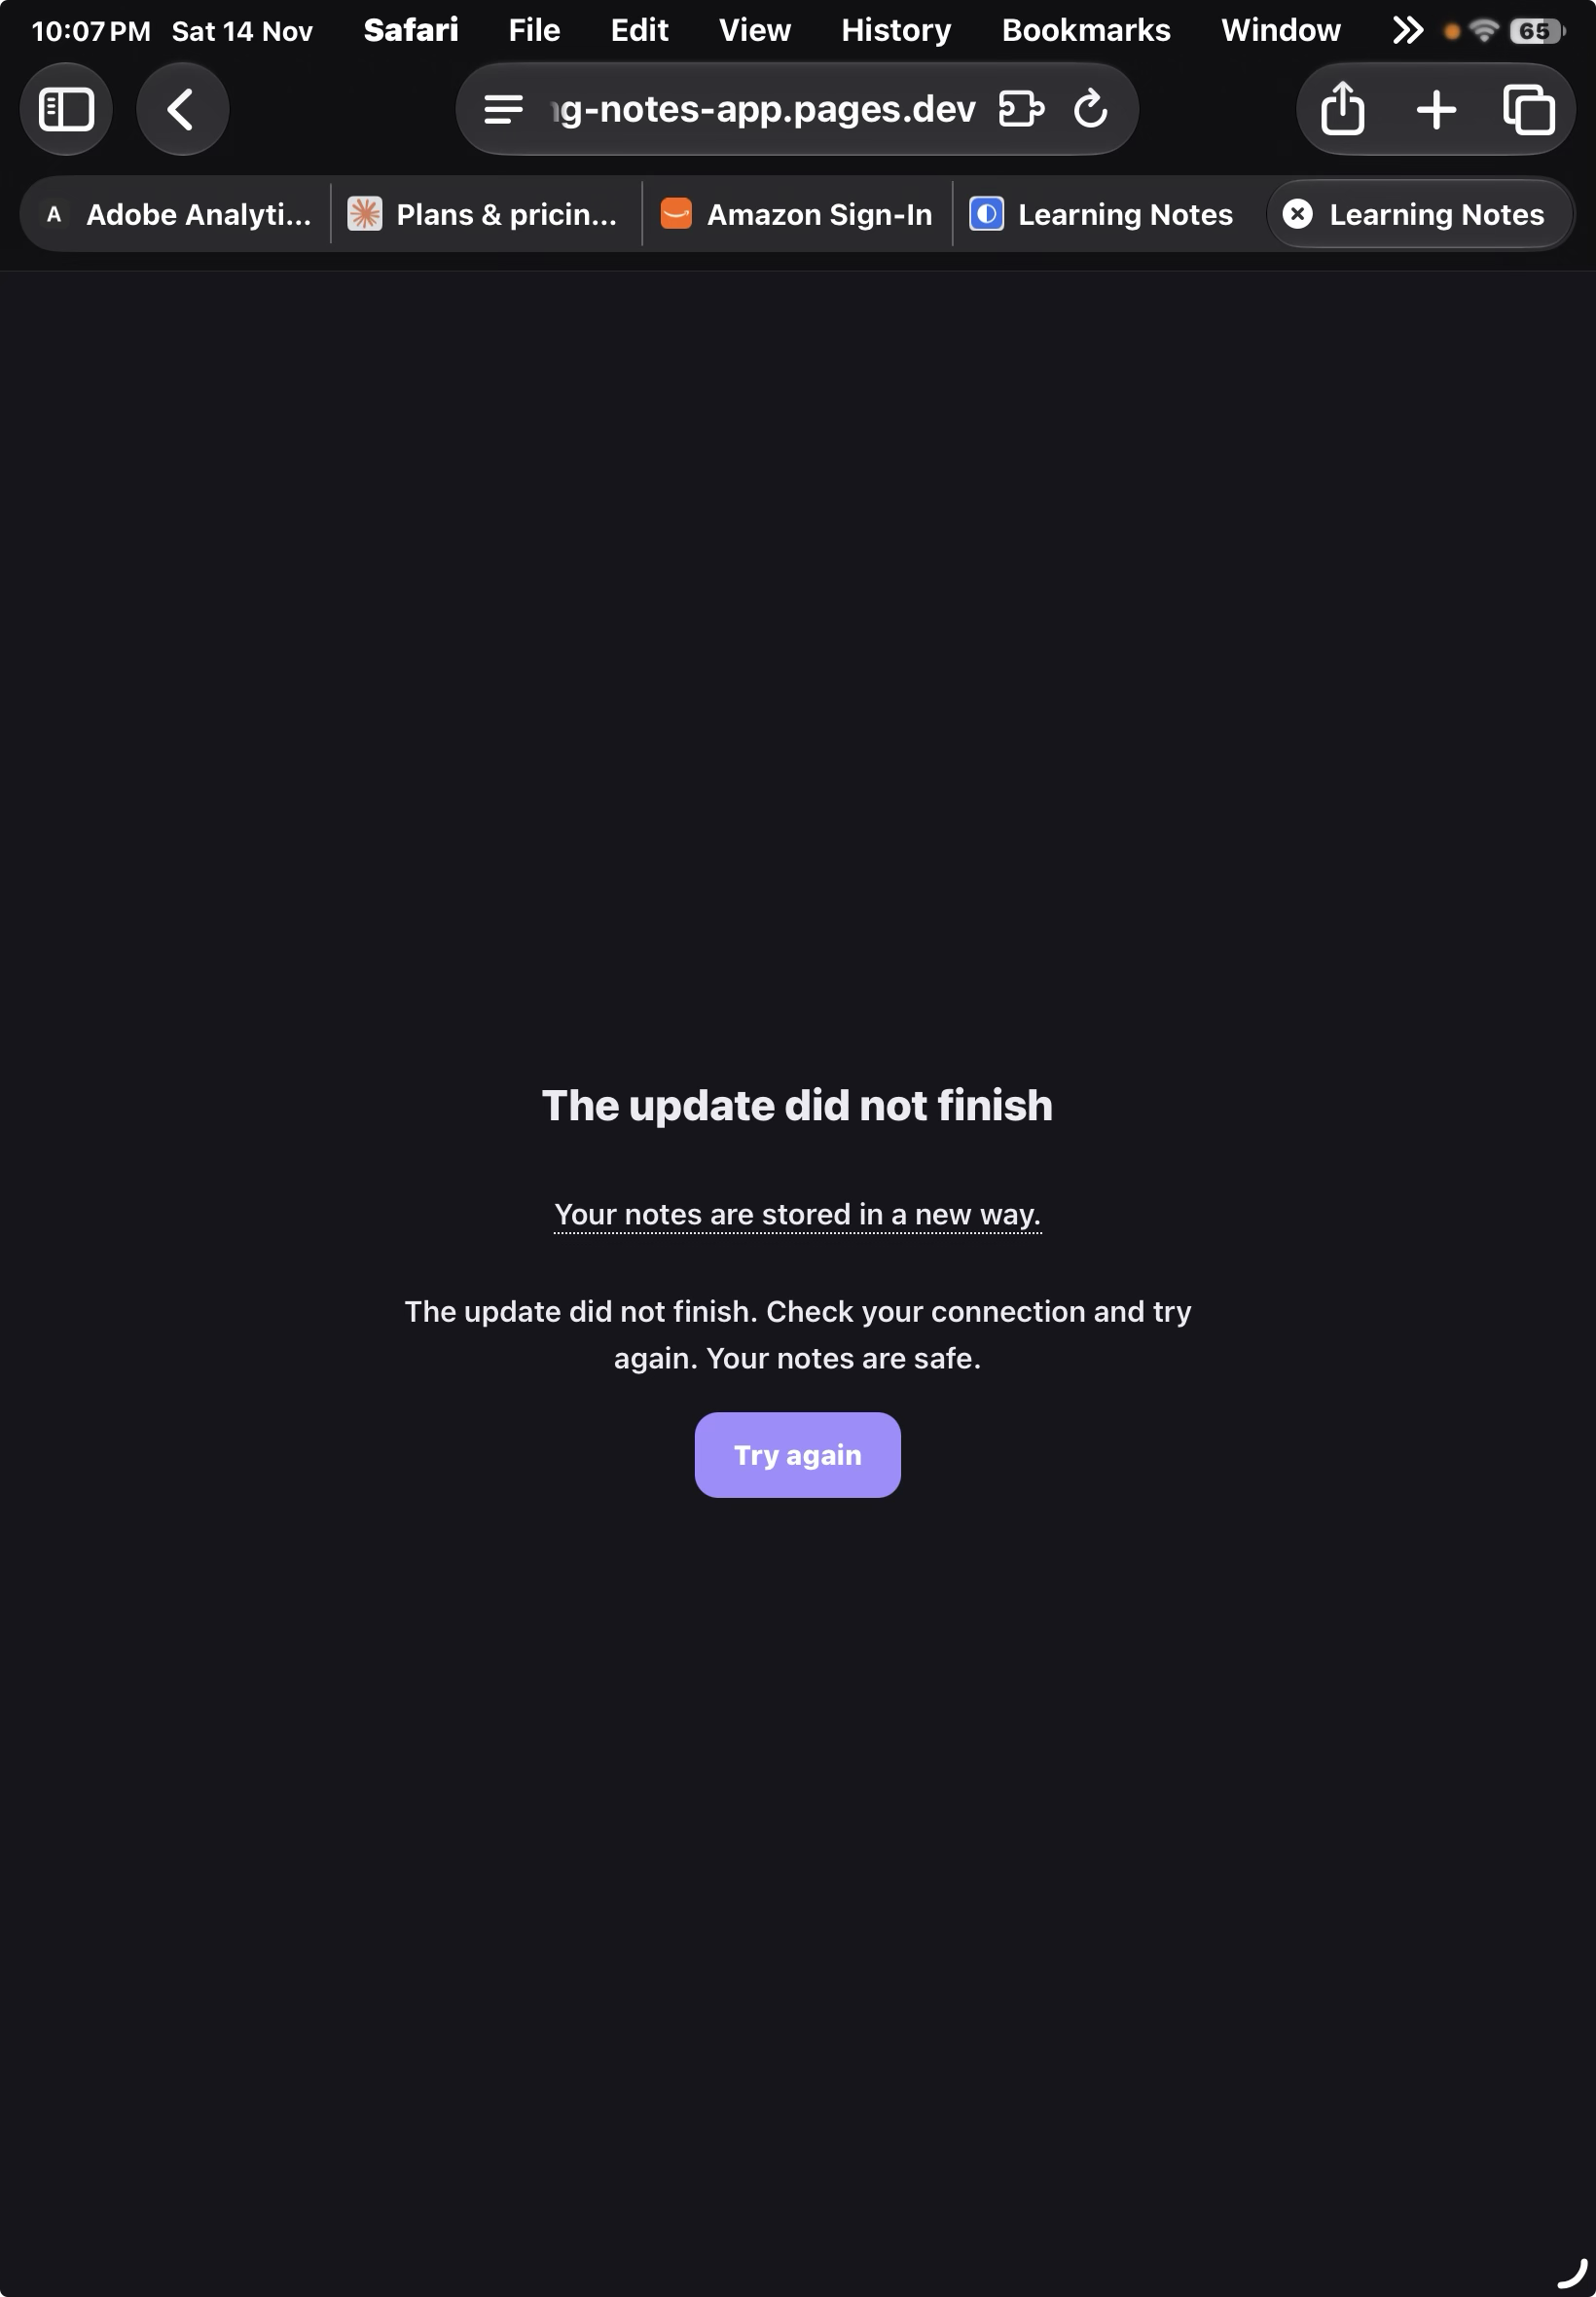 10:07 PM Sat 14 Nov Safari File Edit View History Bookmarks Window 65
g-notes-app.pages.dev
A Adobe Analyti... Plans & pricin... Amazon Sign-In Learning Notes Learning Notes
The update did not finish
Your notes are stored in a new way.
The update did not finish. Check your connection and try
again. Your notes are safe.
Try again